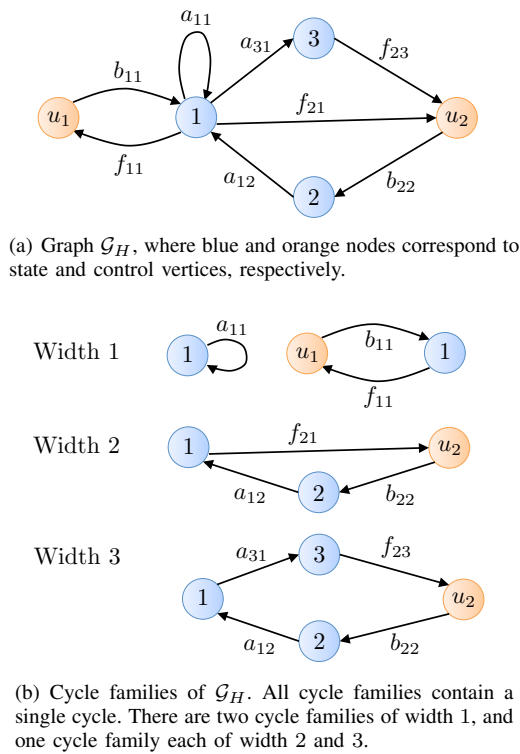 a₁₁
3
a₃₁
f₂₃
b₁₁
u₁
1
f₂₁
u₂
f₁₁
a₁₂
2
b₂₂
(a) Graph 𝒢_H, where blue and orange nodes correspond to
state and control vertices, respectively.
Width 1
1
a₁₁
u₁
b₁₁
1
f₁₁
Width 2
1
f₂₁
u₂
a₁₂
2
b₂₂
Width 3
a₃₁
3
f₂₃
1
u₂
a₁₂
2
b₂₂
(b) Cycle families of 𝒢_H. All cycle families contain a
single cycle. There are two cycle families of width 1, and
one cycle family each of width 2 and 3.